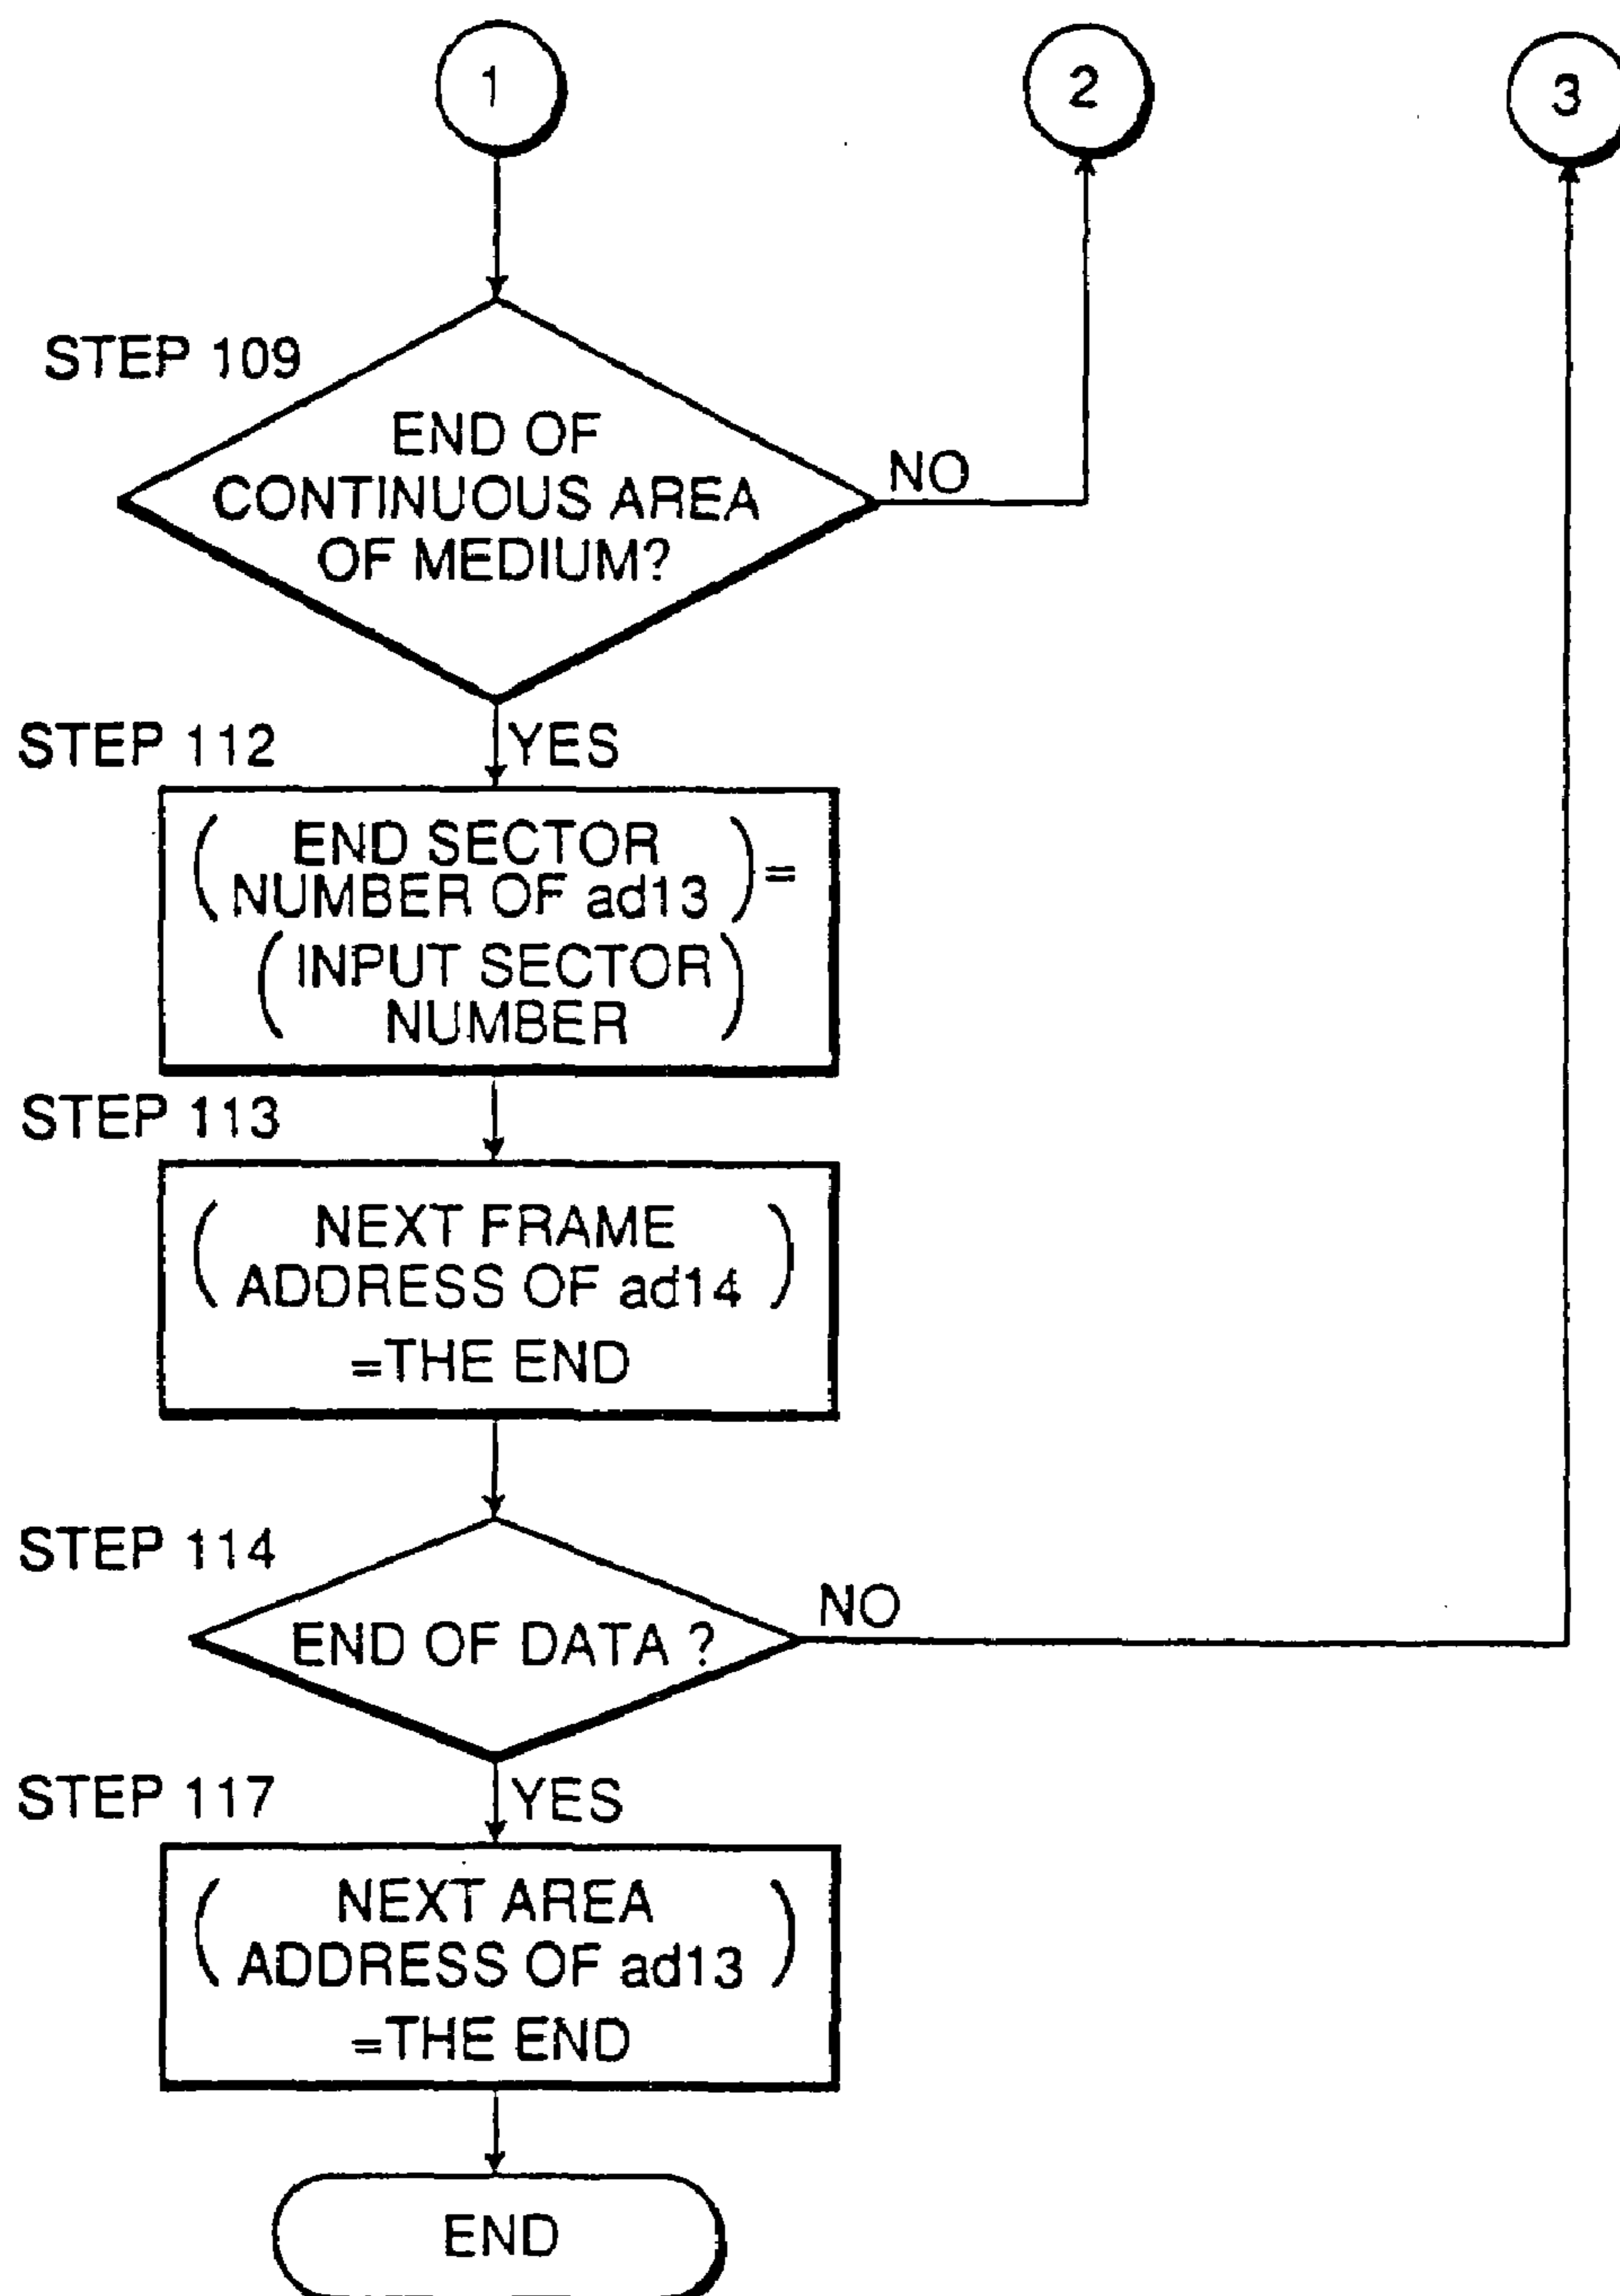 1
2
3
STEP 109
END OF
CONTINUOUS AREA
OF MEDIUM?
NO
STEP 112
YES
( END SECTOR
NUMBER OF ad13 )=
( INPUT SECTOR
NUMBER )
STEP 113
( NEXT FRAME
ADDRESS OF ad14 )
=THE END
STEP 114
END OF DATA ?
NO
STEP 117
YES
( NEXT AREA
ADDRESS OF ad13 )
=THE END
END